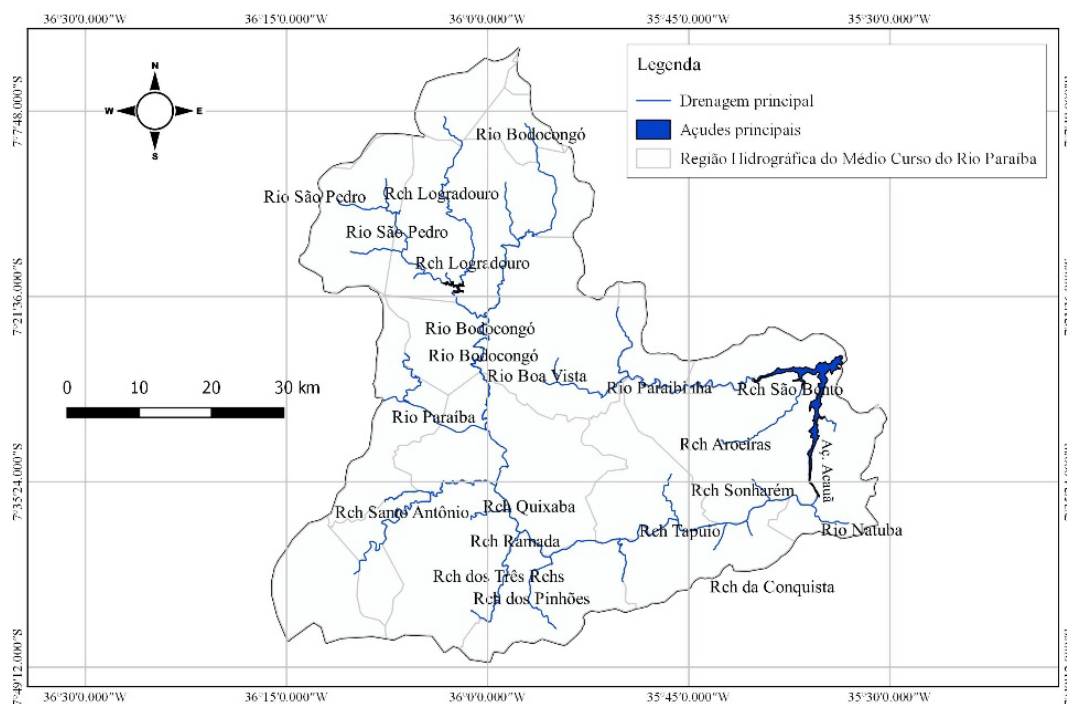 36°30'0.000"W 36°15'0.000"W 36°0'0.000"W 35°45'0.000"W 35°30'0.000"W
N
W E
S
Legenda
Drenagem principal
Açudes principais
Região Hidrográfica do Médio Curso do Rio Paraíba
7°7'48.000"S
Rio Bodocongó
Rio São Pedro
Rch Logradouro
Rio São Pedro
Rch Logradouro
7°21'36.000"S
Rio Bodocongó
Rio Bodocongó
Rio Boa Vista
Rio Paraibinha
Rch São Bento
0 10 20 30 km
Rio Paraíba
Rch Aroeiras
Aç. Acauã
7°35'24.000"S
Rch Sonharém
Rch Santo Antônio
Rch Quixaba
Rch Tapuio
Rio Natuba
Rch Ramada
Rch dos Três Rchs
Rch da Conquista
Rch dos Pinhões
7°49'12.000"S
36°30'0.000"W 36°15'0.000"W 36°0'0.000"W 35°45'0.000"W 35°30'0.000"W